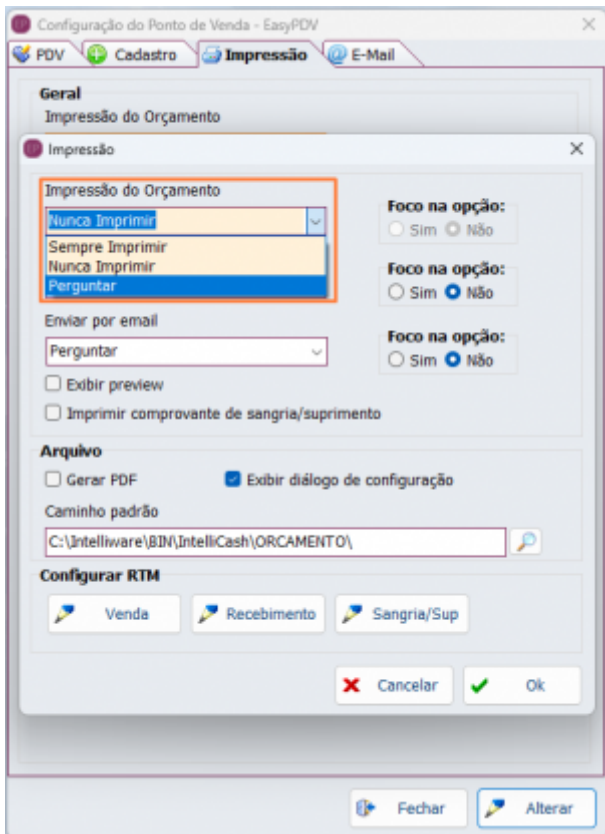 Configuração do Ponto de Venda - EasyPDV
PDV Cadastro Impressão E-Mail
Geral
Impressão do Orçamento
Impressão
Impressão do Orçamento
Nunca Imprimir
Sempre Imprimir
Nunca Imprimir
Perguntar
Foco na opção:
Sim Não
Foco na opção:
Sim Não
Enviar por email
Perguntar
Foco na opção:
Sim Não
Exibir preview
Imprimir comprovante de sangria/suprimento
Arquivo
Gerar PDF Exibir diálogo de configuração
Caminho padrão
C:\Intelliware\BIN\IntelliCash\ORCAMENTO\
Configurar RTM
Venda Recebimento Sangria/Sup
Cancelar Ok
Fechar Alterar